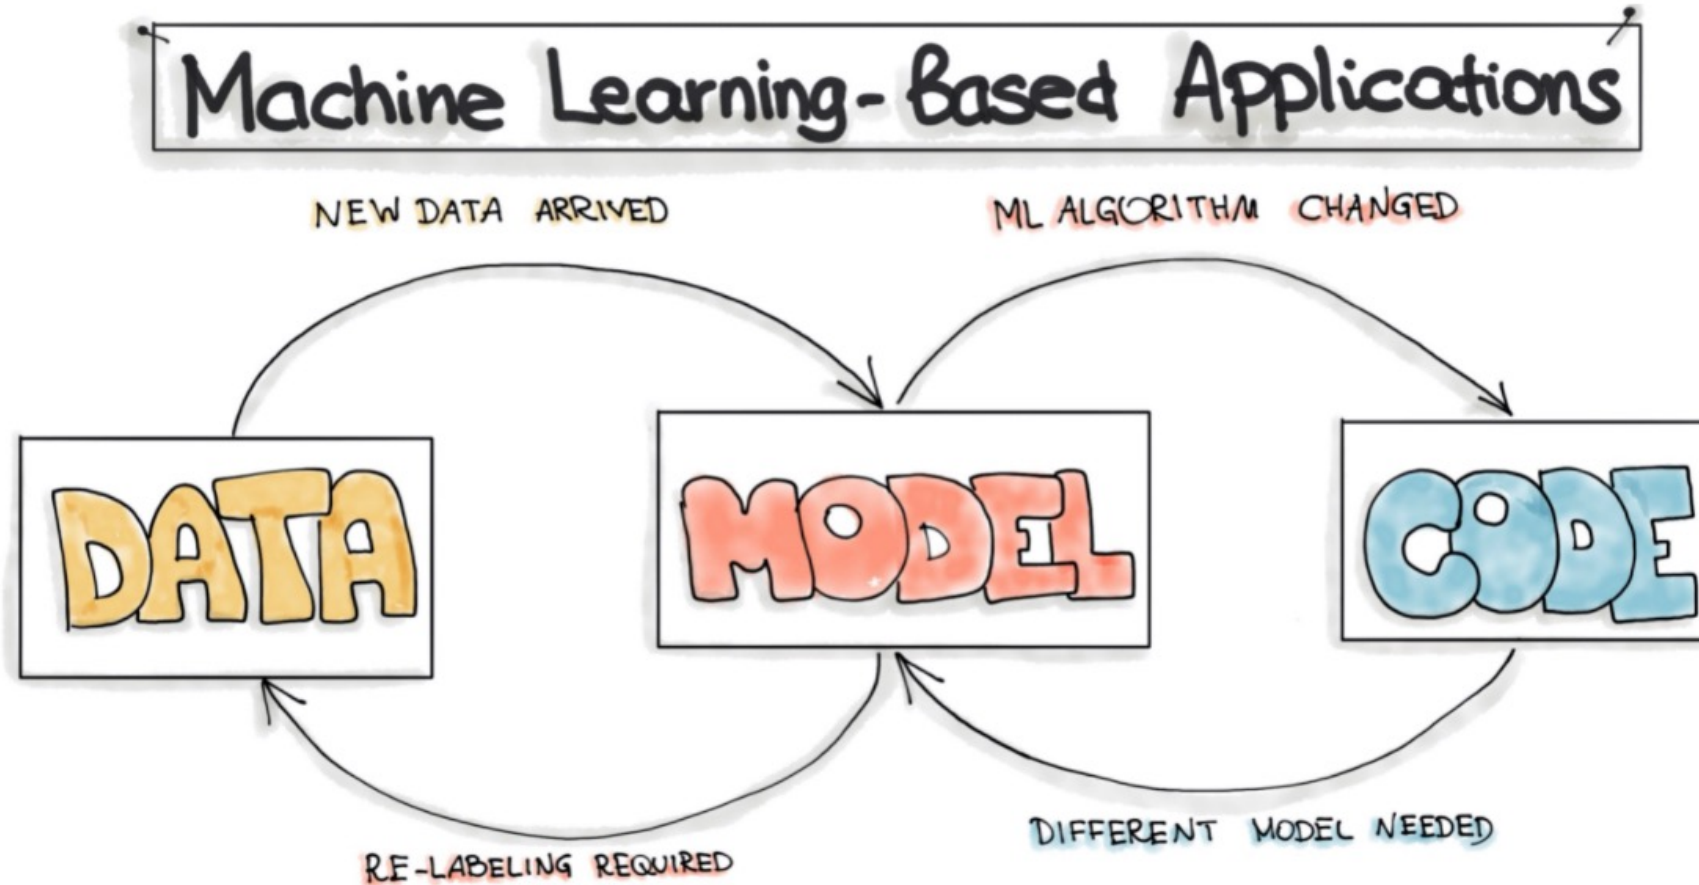 Machine Learning-Based Applications
NEW DATA ARRIVED
ML ALGORITHM CHANGED
DATA
MODEL
CODE
DIFFERENT MODEL NEEDED
RE-LABELING REQUIRED